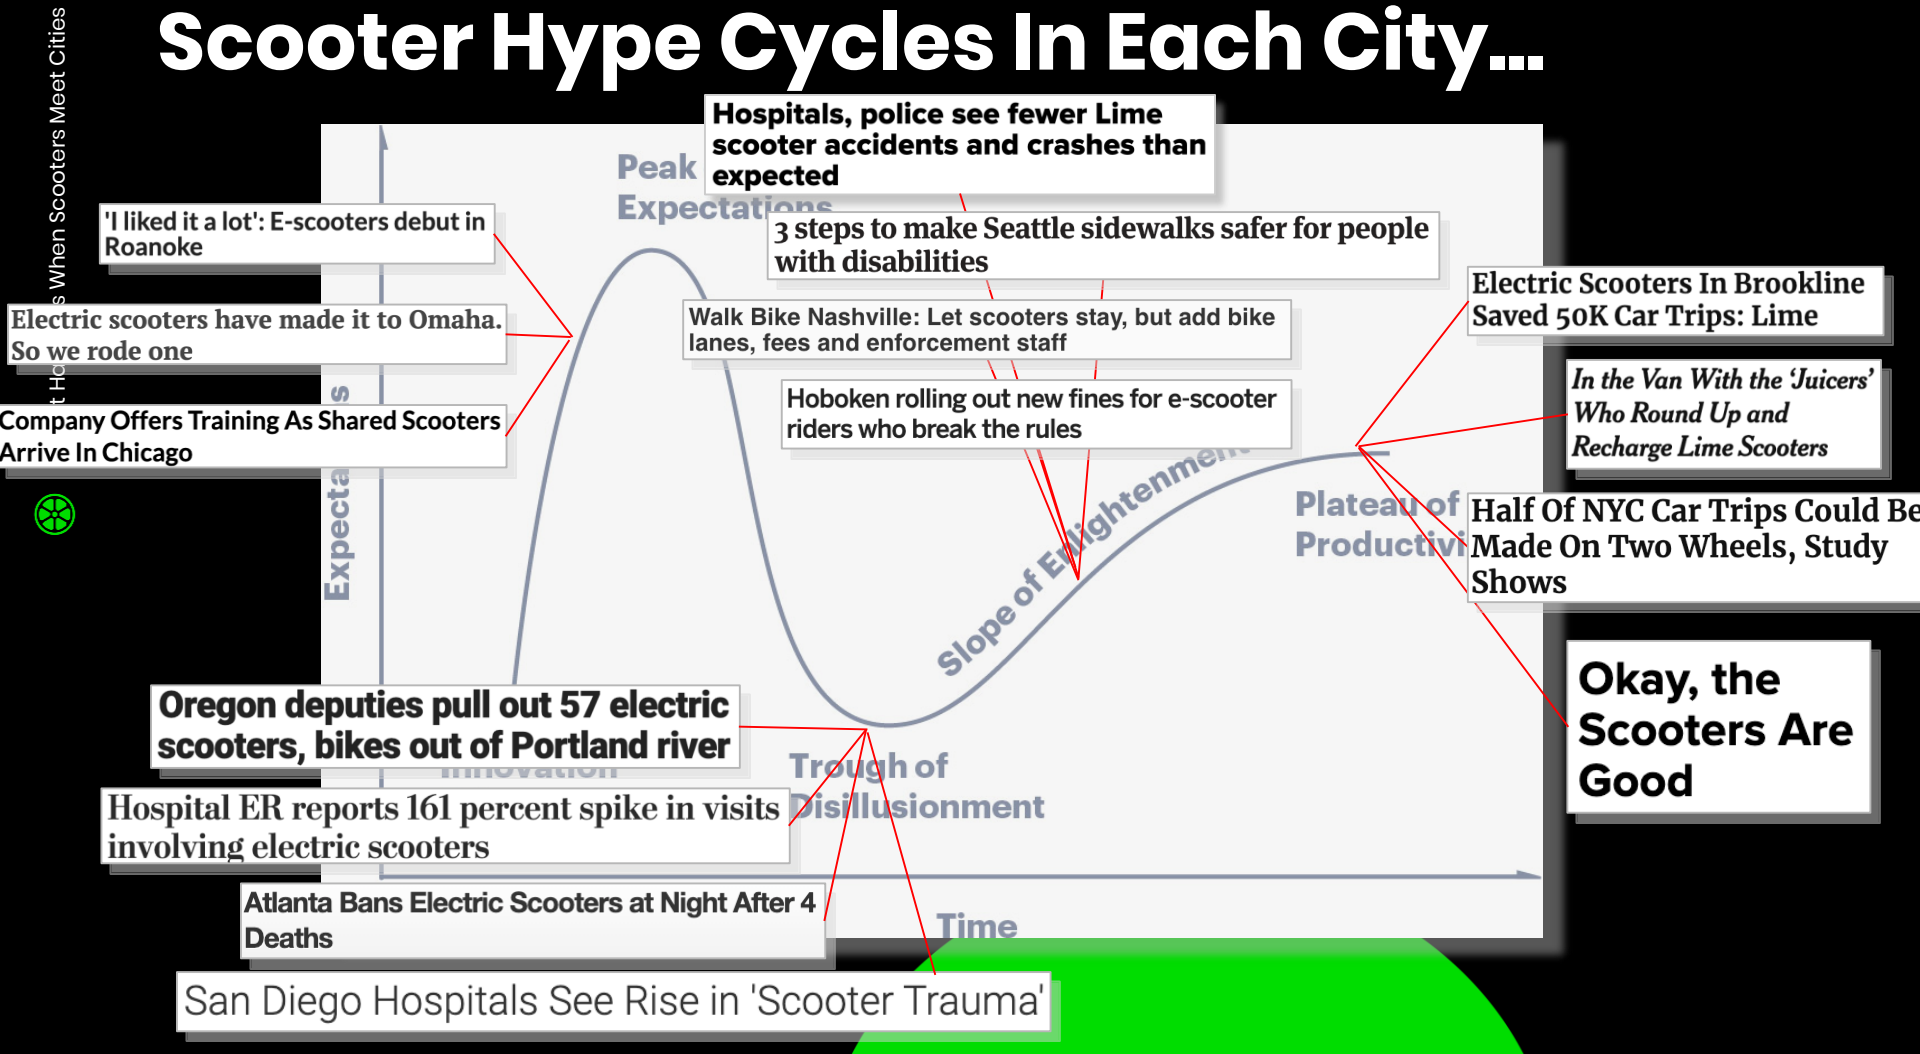 Scooter Hype Cycles In Each City...
s When Scooters Meet Cities
Hospitals, police see fewer Lime
scooter accidents and crashes than
expected
Peak
Expectations
'I liked it a lot': E-scooters debut in
Roanoke
3 steps to make Seattle sidewalks safer for people
with disabilities
Electric scooters have made it to Omaha.
So we rode one
Walk Bike Nashville: Let scooters stay, but add bike
lanes, fees and enforcement staff
Electric Scooters In Brookline
Saved 50K Car Trips: Lime
Company Offers Training As Shared Scooters
Arrive In Chicago
Hoboken rolling out new fines for e-scooter
riders who break the rules
In the Van With the ‘Juicers’
Who Round Up and
Recharge Lime Scooters
Slope of Enlightenment
Plateau of
Half Of NYC Car Trips Could Be
Made On Two Wheels, Study
Shows
Oregon deputies pull out 57 electric
scooters, bikes out of Portland river
Innovation
Trough of
Disillusionment
Okay, the
Scooters Are
Good
Hospital ER reports 161 percent spike in visits
involving electric scooters
Atlanta Bans Electric Scooters at Night After 4
Deaths
Time
San Diego Hospitals See Rise in 'Scooter Trauma'